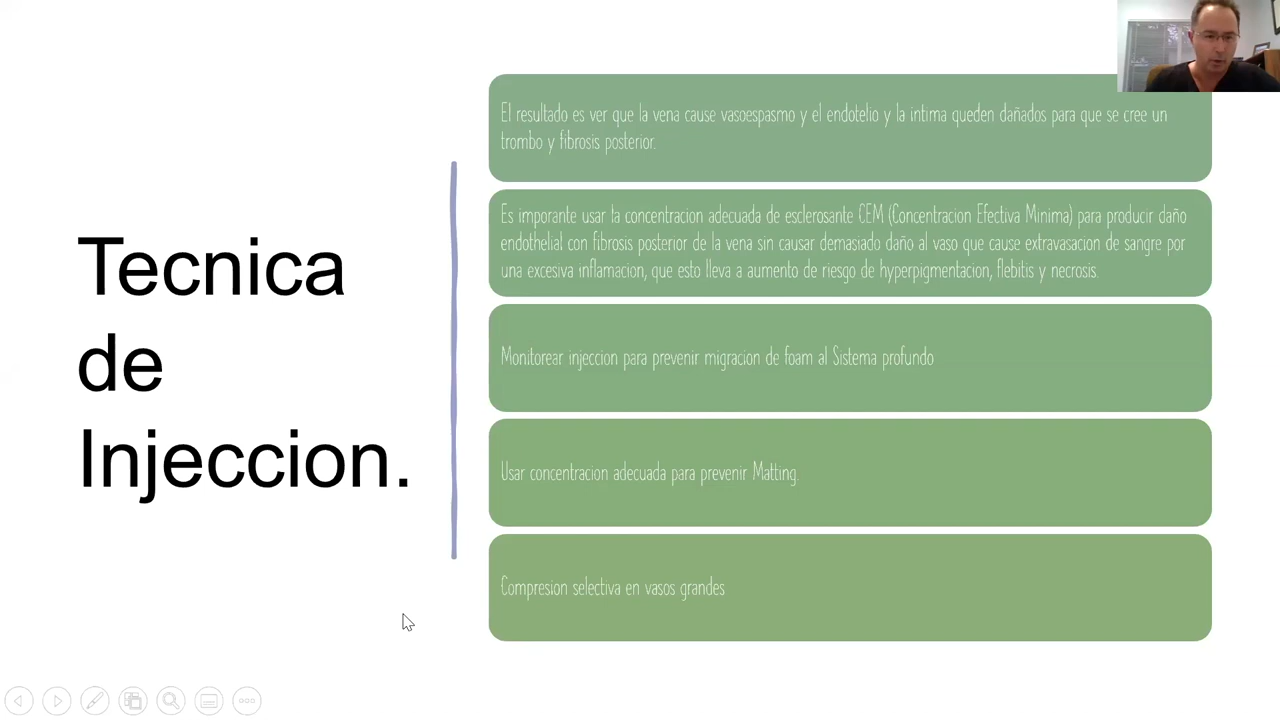 Tecnica
de
Injeccion.
El resultado es ver que la vena cause vasoespasmo y el endotelio y la intima queden dañados para que se cree un
trombo y fibrosis posterior.
Es imporante usar la concentracion adecuada de esclerosante CEM (Concentracion Efectiva Minima) para producir daño
endothelial con fibrosis posterior de la vena sin causar demasiado daño al vaso que cause extravasacion de sangre por
una excesiva inflamacion, que esto lleva a aumento de riesgo de hyperpigmentacion, flebitis y necrosis.
Monitorear injeccion para prevenir migracion de foam al Sistema profundo
Usar concentracion adecuada para prevenir Matting.
Compresion selectiva en vasos grandes